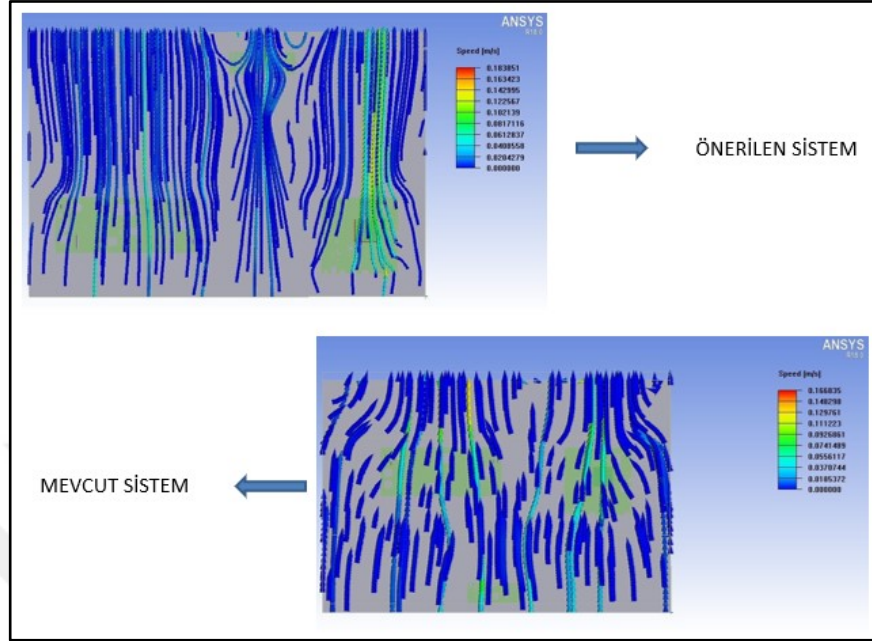 ANSYS
R18.2
Speed [m/s]
0.183851
0.163423
0.142995
0.122567
0.102139
0.0817116
0.0612837
0.0408558
0.0204279
0.000000
ÖNERİLEN SİSTEM
ANSYS
Speed [m/s]
0.166835
0.148298
0.129761
0.111223
0.0926861
0.0741489
0.0556117
0.0370744
0.0185372
0.000000
MEVCUT SİSTEM